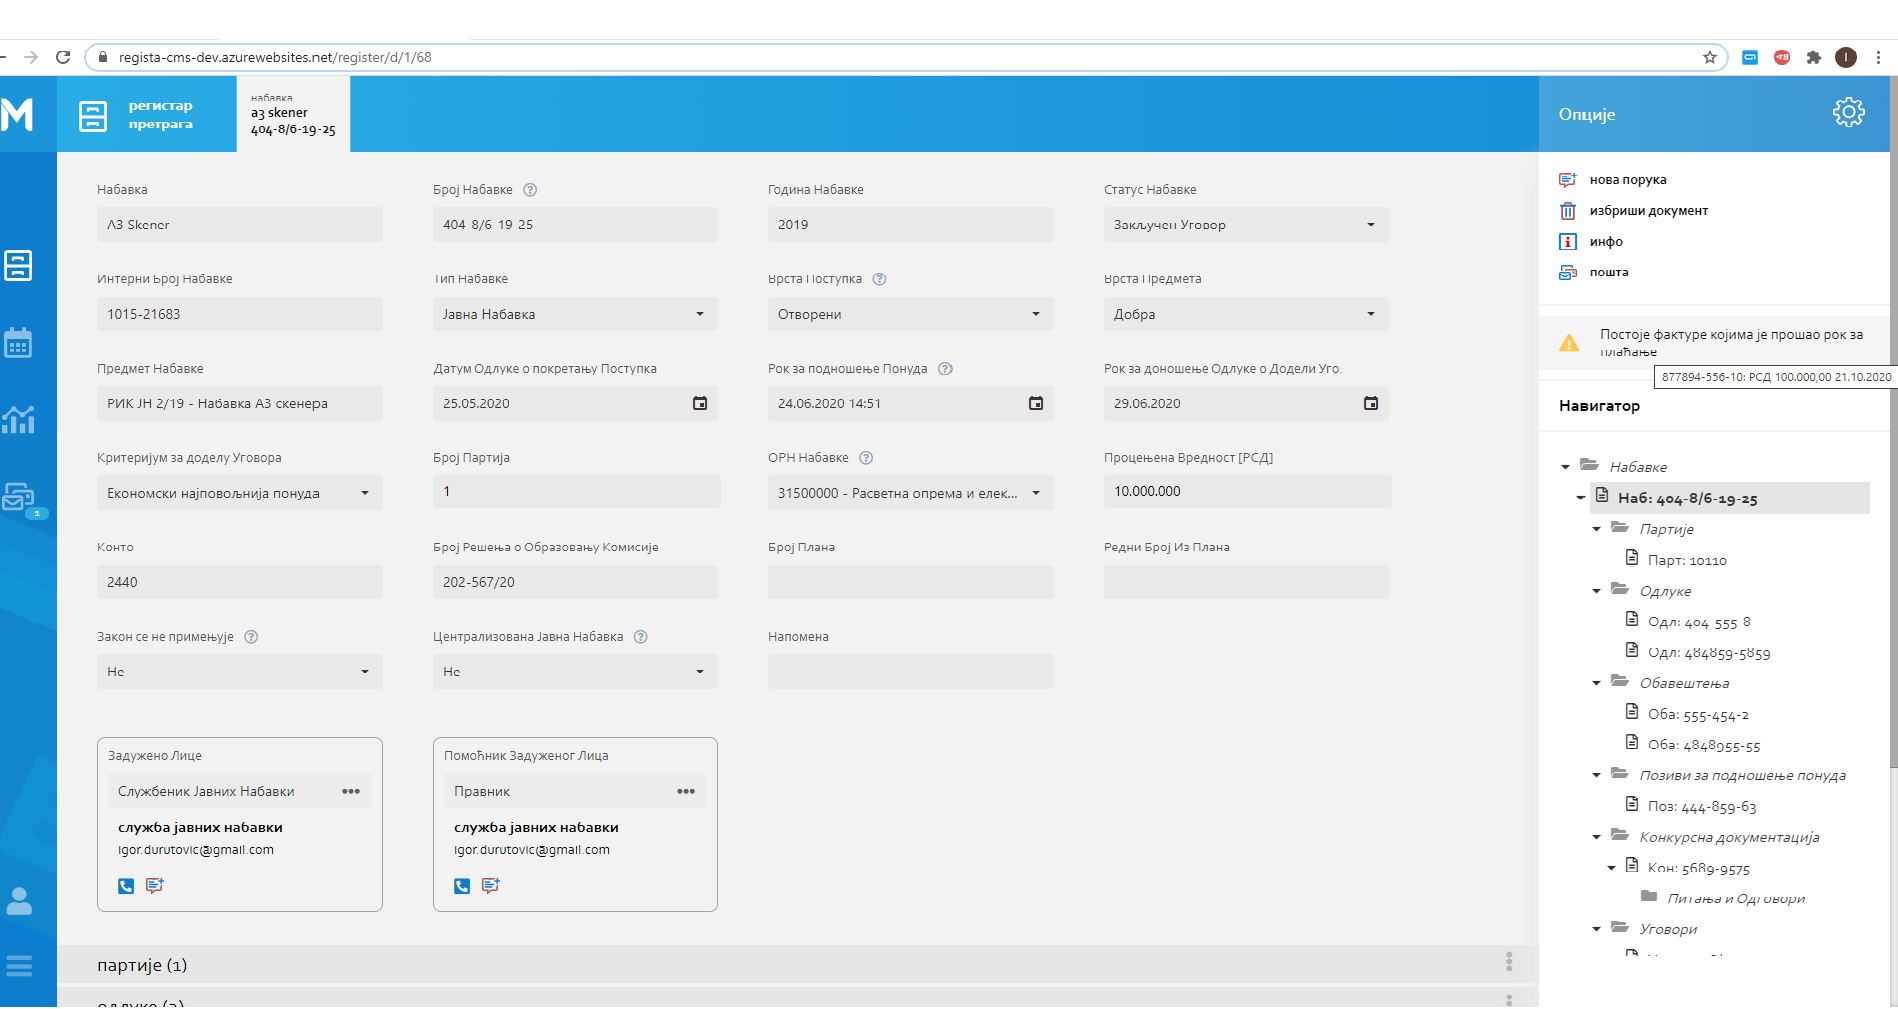 regista-cms-dev.azurewebsites.net/register/d/1/68
регистар
претрага
набавка
a3 skener
404-8/6-19-25
Опције
нова порука
избриши документ
инфо
пошта
Постоје фактуре којима је прошао рок за
плаћање
877894-556-10: РСД 100.000,00 21.10.2020
Набавка
A3 Skener
Број Набавке
404-8/6-19-25
Година Набавке
2019
Статус Набавке
Закључен Уговор
Интерни Број Набавке
1015-21683
Тип Набавке
Јавна Набавка
Врста Поступка
Отворени
Врста Предмета
Добра
Предмет Набавке
РИК ЈН 2/19 - Набавка А3 скенера
Датум Одлуке о покретању Поступка
25.05.2020
Рок за подношење Понуда
24.06.2020 14:51
Рок за доношење Одлуке о Додели Уго.
29.06.2020
Критеријум за доделу Уговора
Економски најповољнија понуда
Број Партија
1
ОРН Набавке
31500000 - Расветна опрема и елек...
Процењена Вредност [РСД]
10.000.000
Конто
2440
Број Решења о Образовању Комисије
202-567/20
Број Плана
Редни Број Из Плана
Закон се не примењује
Не
Централизована Јавна Набавка
Не
Напомена
Задужено Лице
Службеник Јавних Набавки
служба јавних набавки
igor.durutovic@gmail.com
Помоћник Задуженог Лица
Правник
служба јавних набавки
igor.durutovic@gmail.com
партије (1)
одлуке (2)
Навигатор
Набавке
Наб: 404-8/6-19-25
Партије
Парт: 10110
Одлуке
Одл: 404-555-8
Одл: 484859-5859
Обавештења
Оба: 555-454-2
Оба: 4848955-55
Позиви за подношење понуда
Поз: 444-859-63
Конкурсна документација
Кон: 5689-9575
Питања и Одговори
Уговори
1